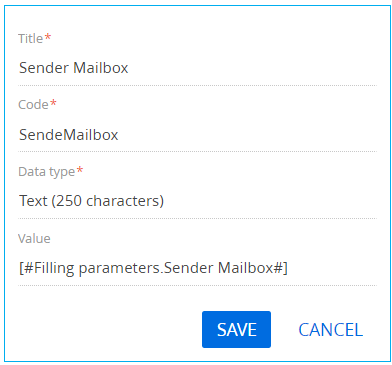 Title*
Sender Mailbox
Code*
SendeMailbox
Data type*
Text (250 characters)
Value
[#Filling parameters.Sender Mailbox#]
SAVE CANCEL